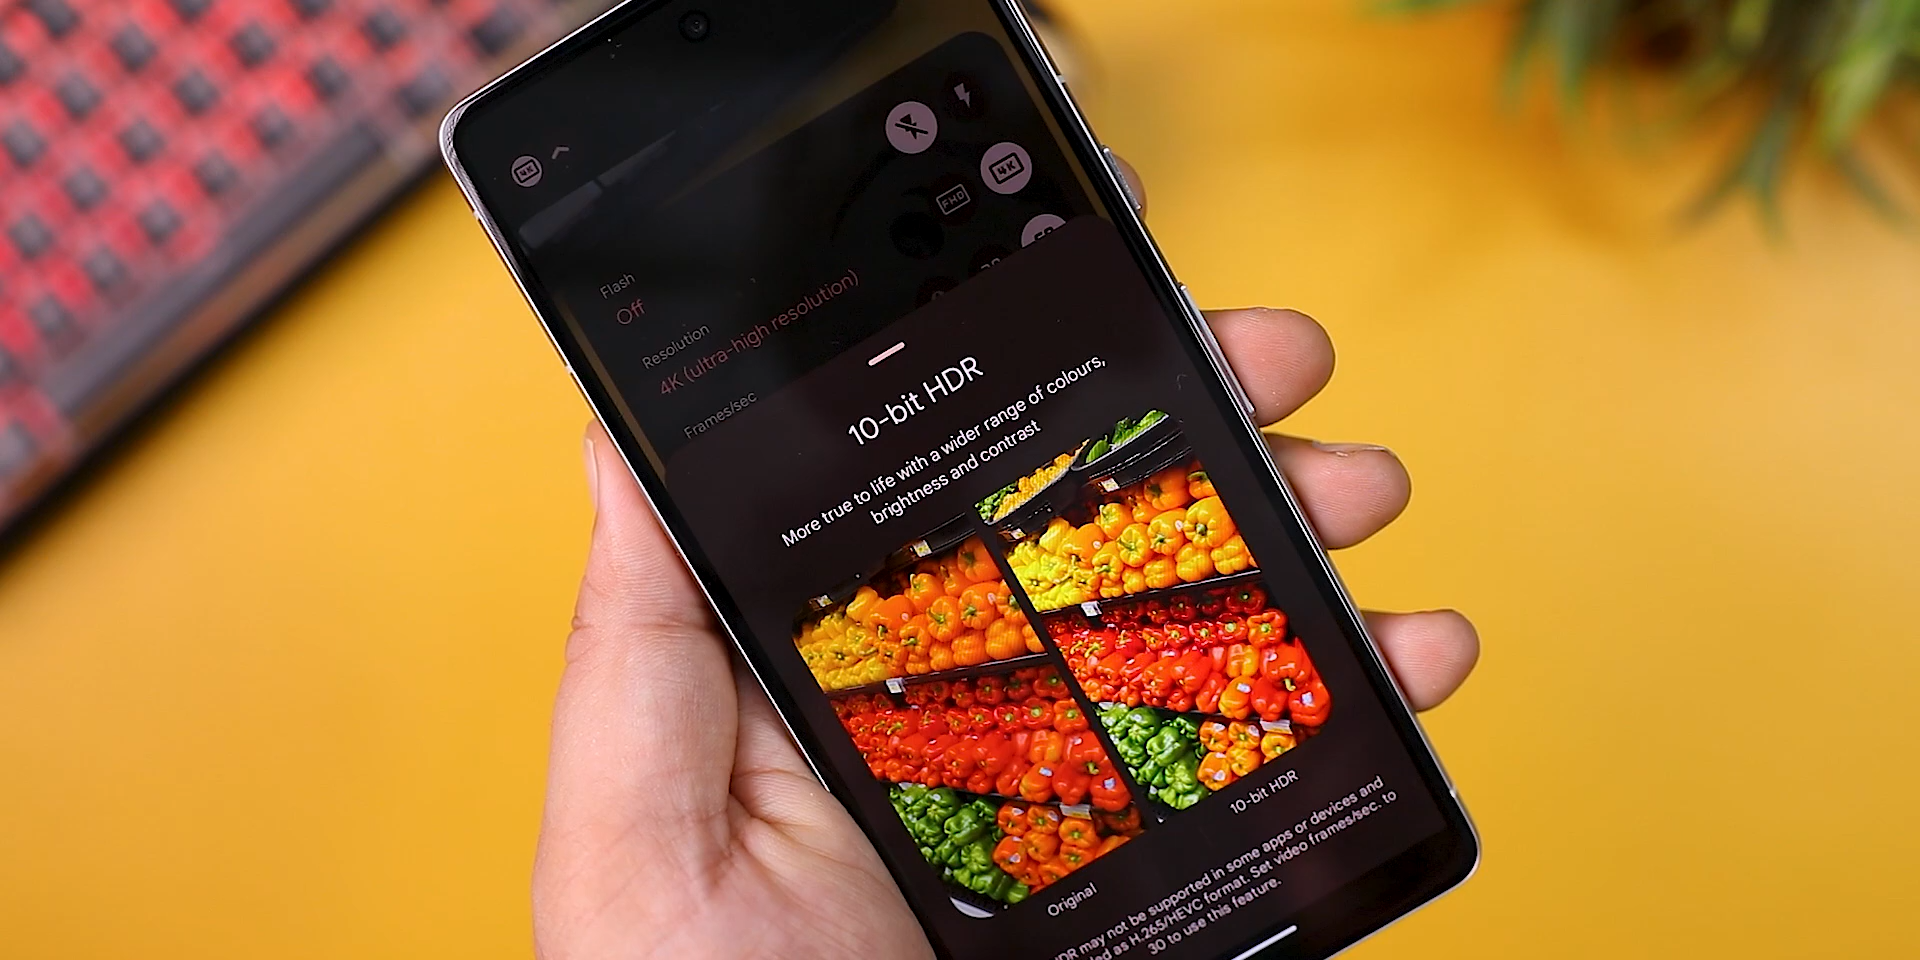 4K
4K
FHD
Flash
Off
Resolution
4K (ultra-high resolution)
Frames/sec
10-bit HDR
More true to life with a wider range of colours,
brightness and contrast
Original
10-bit HDR
may not be supported in some apps or devices and
as H.265/HEVC format. Set video frames/sec. to
30 to use this feature.